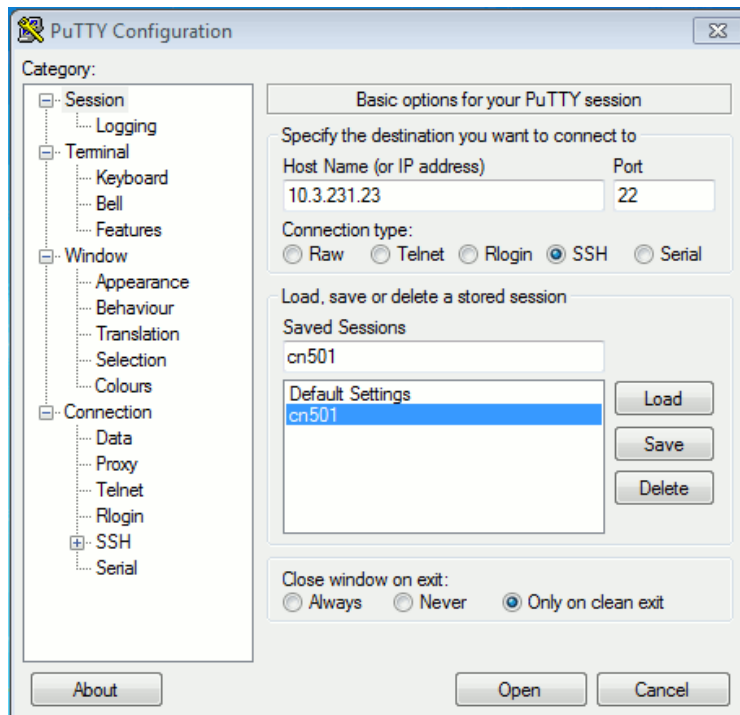 PuTTY Configuration
Category:
Session
Logging
Terminal
Keyboard
Bell
Features
Window
Appearance
Behaviour
Translation
Selection
Colours
Connection
Data
Proxy
Telnet
Rlogin
SSH
Serial
Basic options for your PuTTY session
Specify the destination you want to connect to
Host Name (or IP address) Port
10.3.231.23 22
Connection type:
Raw Telnet Rlogin SSH Serial
Load, save or delete a stored session
Saved Sessions
cn501
Default Settings
cn501
Load
Save
Delete
Close window on exit:
Always Never Only on clean exit
About Open Cancel